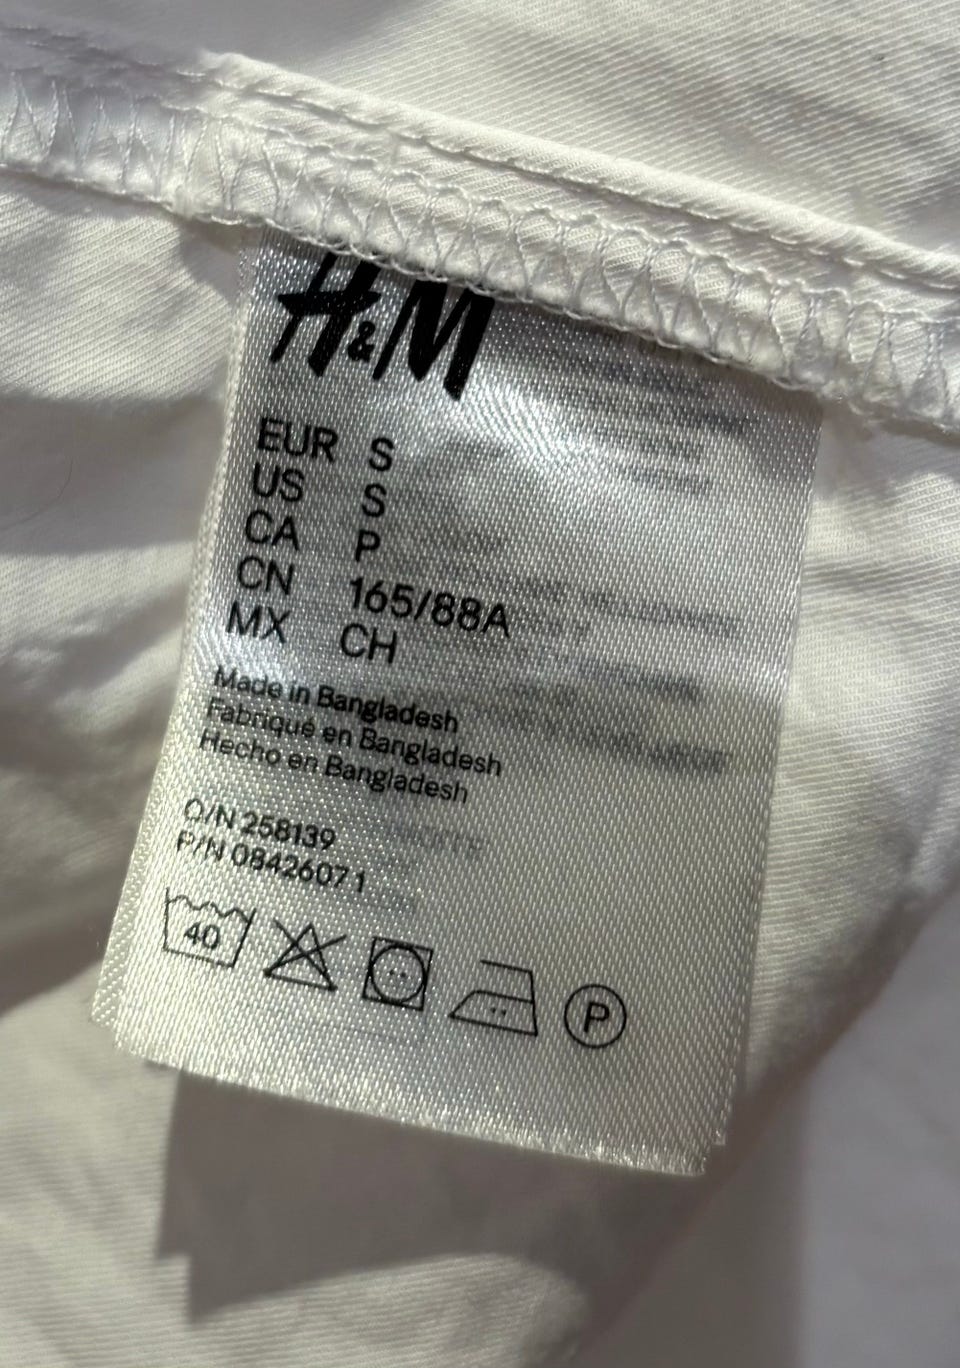 H&M
EUR S
US S
CA P
CN 165/88A
MX CH
Made in Bangladesh
Fabriqué en Bangladesh
Hecho en Bangladesh
O/N 258139
P/N 08426071
40
P